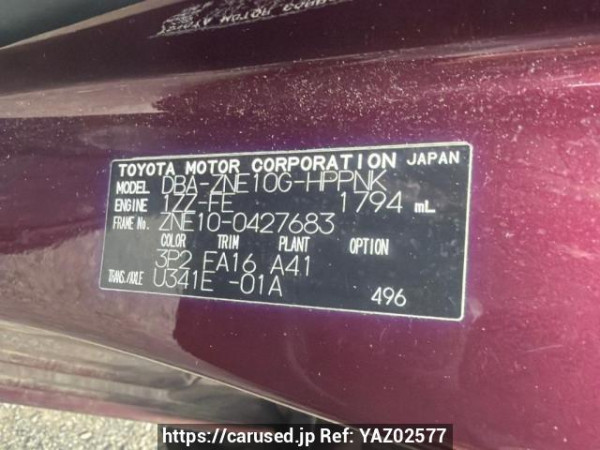 TOYOTA MOTOR CORPORATION JAPAN
MODEL DBA-ZNE10G-HPPNK
ENGINE 1ZZ-FE 1794 mL
FRAME No. ZNE10-0427683
COLOR TRIM PLANT OPTION
3P2 FA16 A41
TRANS./AXLE U341E -01A
496
https://carused.jp Ref: YAZ02577